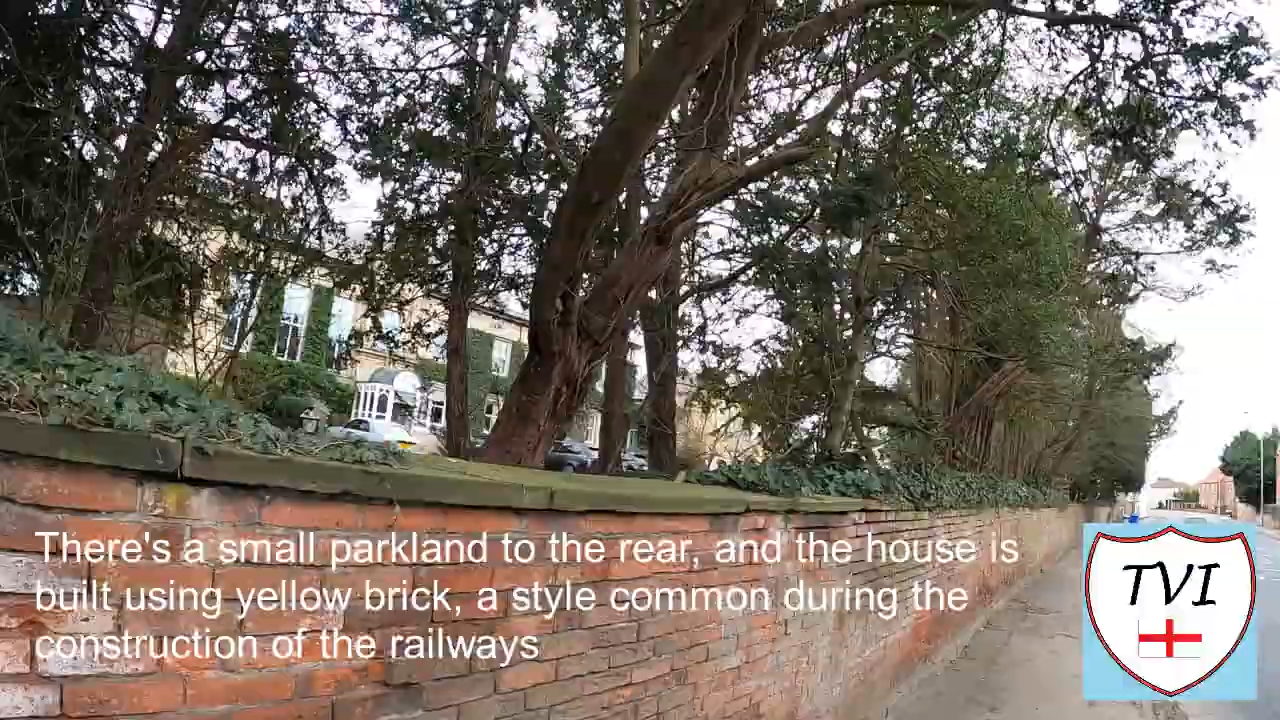 There's a small parkland to the rear, and the house is
built using yellow brick, a style common during the
construction of the railways
TVI